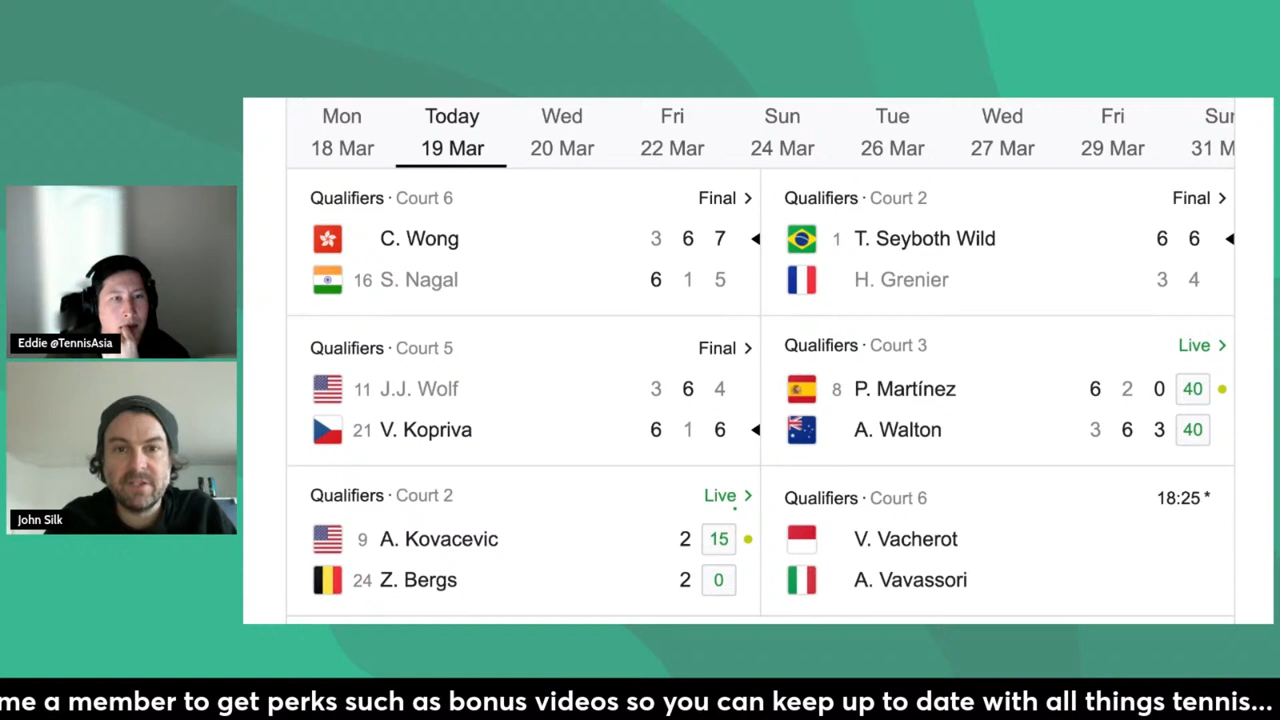 Mon Today Wed Fri Sun Tue Wed Fri Sun
18 Mar 19 Mar 20 Mar 22 Mar 24 Mar 26 Mar 27 Mar 29 Mar 31 M
Qualifiers · Court 6 Final >
C. Wong 3 6 7
16 S. Nagal 6 1 5
Qualifiers · Court 2 Final >
1 T. Seyboth Wild 6 6
H. Grenier 3 4
Qualifiers · Court 5 Final >
11 J.J. Wolf 3 6 4
21 V. Kopriva 6 1 6
Qualifiers · Court 3 Live >
8 P. Martínez 6 2 0 40
A. Walton 3 6 3 40
Qualifiers · Court 2 Live >
9 A. Kovacevic 2 15
24 Z. Bergs 2 0
Qualifiers · Court 6 18:25 *
V. Vacherot
A. Vavassori
Eddie @TennisAsia
John Silk
me a member to get perks such as bonus videos so you can keep up to date with all things tennis...